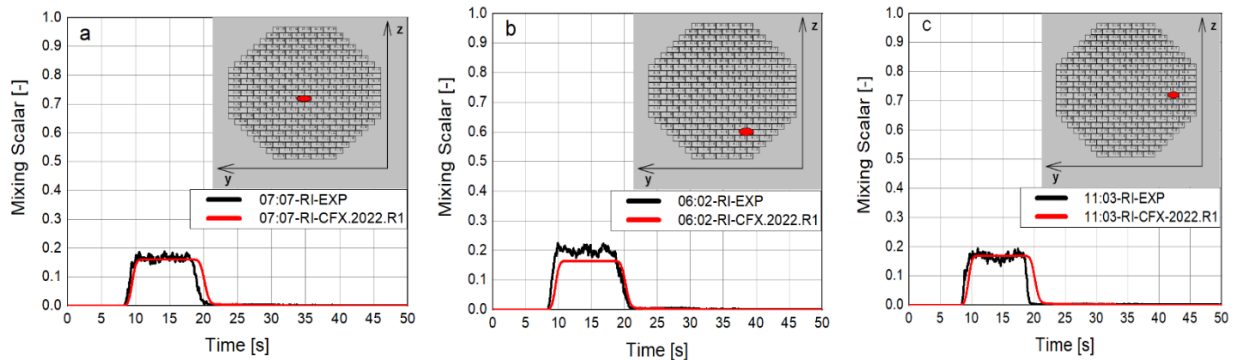 a
z
y
Mixing Scalar [-]
1.0
0.9
0.8
0.7
0.6
0.5
0.4
0.3
0.2
0.1
0.0
07:07-RI-EXP
07:07-RI-CFX.2022.R1
0 5 10 15 20 25 30 35 40 45 50
Time [s]
b
z
y
Mixing Scalar [-]
1.0
0.9
0.8
0.7
0.6
0.5
0.4
0.3
0.2
0.1
0.0
06:02-RI-EXP
06:02-RI-CFX.2022.R1
0 5 10 15 20 25 30 35 40 45 50
Time [s]
c
z
y
Mixing Scalar [-]
1.0
0.9
0.8
0.7
0.6
0.5
0.4
0.3
0.2
0.1
0.0
11:03-RI-EXP
11:03-RI-CFX.2022.R1
0 5 10 15 20 25 30 35 40 45 50
Time [s]